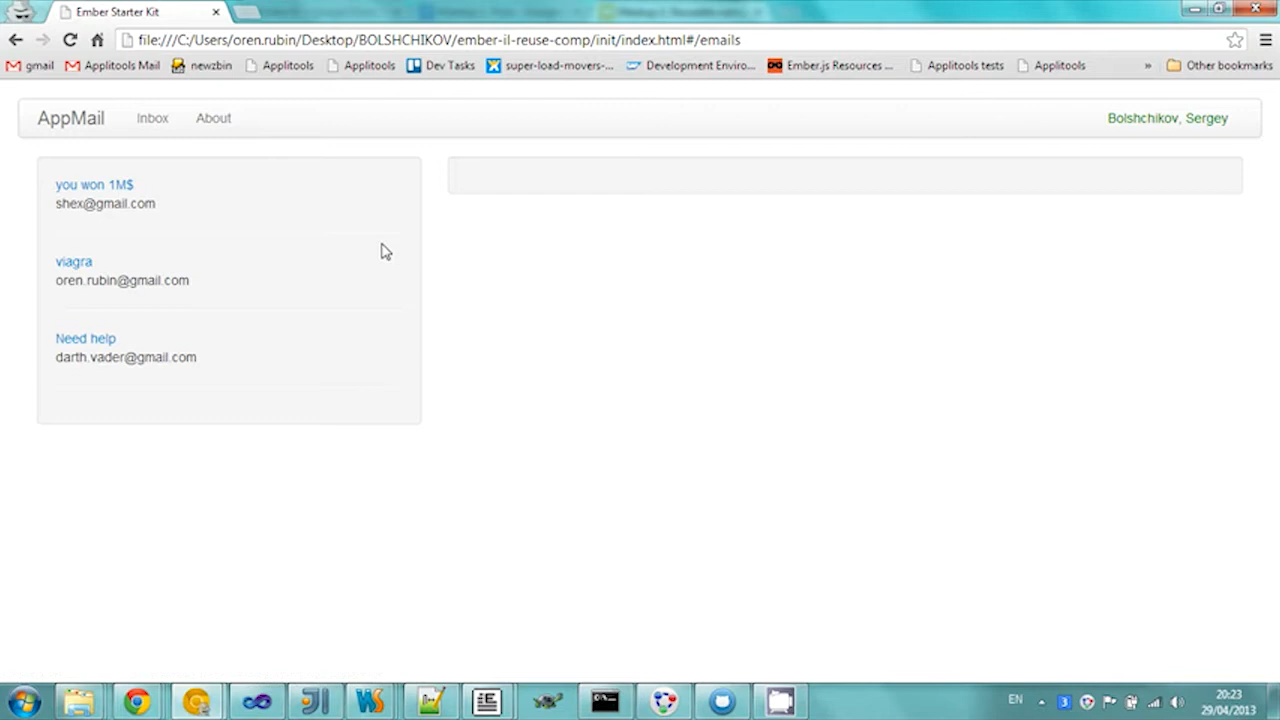 Ember Starter Kit
file:///C:/Users/oren.rubin/Desktop/BOLSHCHIKOV/ember-il-reuse-comp/init/index.html#/emails
gmail Applitools Mail newzbin Applitools Applitools Dev Tasks super-load-movers-... Development Enviro... Ember.js Resources ... Applitools tests Applitools » Other bookmarks
AppMail Inbox About Bolshchikov, Sergey
you won 1M$
shex@gmail.com
viagra
oren.rubin@gmail.com
Need help
darth.vader@gmail.com
EN 3 20:23
29/04/2013